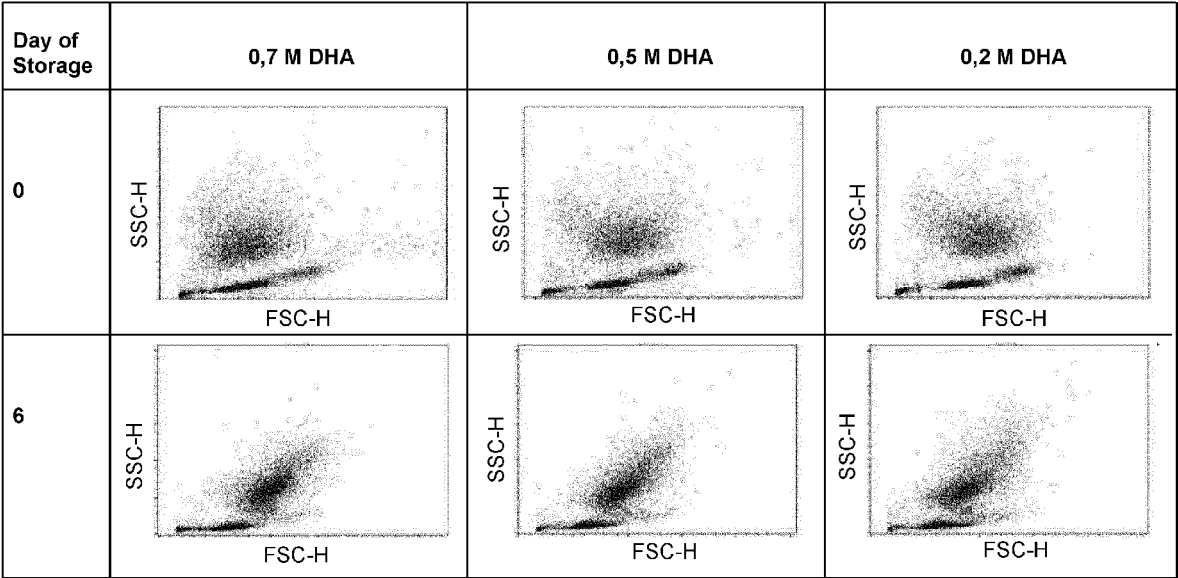 Day of
Storage
0,7 M DHA
0,5 M DHA
0,2 M DHA
0
SSC-H
FSC-H
SSC-H
FSC-H
SSC-H
FSC-H
6
SSC-H
FSC-H
SSC-H
FSC-H
SSC-H
FSC-H